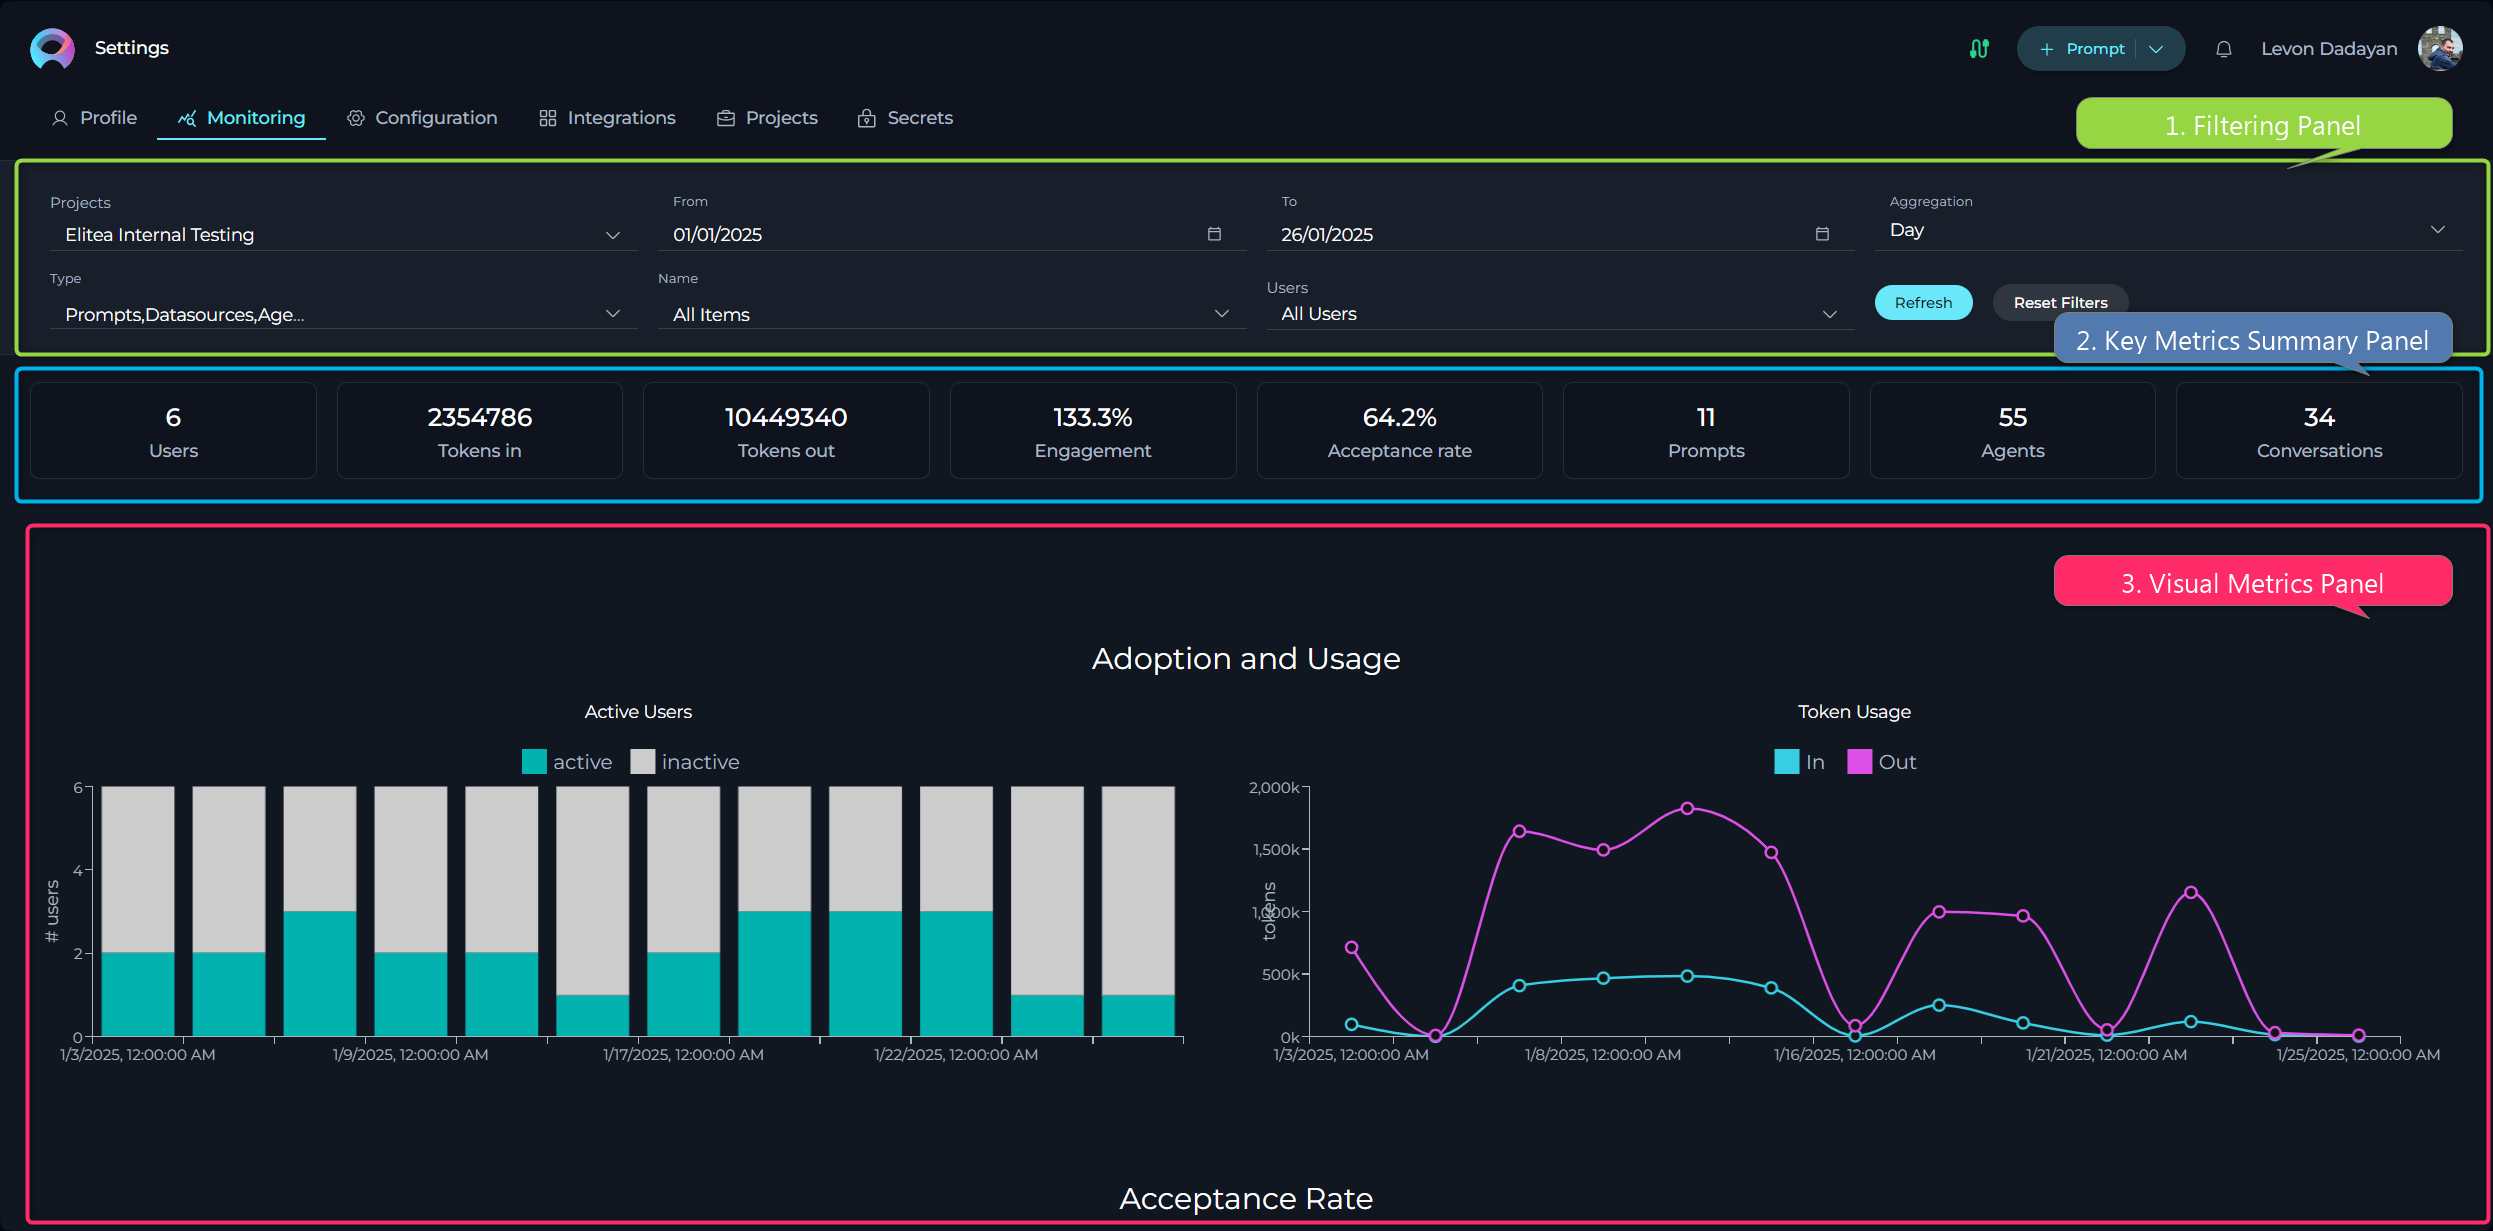 Settings
+ Prompt
Levon Dadayan
Profile
Monitoring
Configuration
Integrations
Projects
Secrets
1. Filtering Panel
Projects
Elitea Internal Testing
From
01/01/2025
To
26/01/2025
Aggregation
Day
Type
Prompts,Datasources,Age...
Name
All Items
Users
All Users
Refresh
Reset Filters
2. Key Metrics Summary Panel
6
Users
2354786
Tokens in
10449340
Tokens out
133.3%
Engagement
64.2%
Acceptance rate
11
Prompts
55
Agents
34
Conversations
3. Visual Metrics Panel
Adoption and Usage
Active Users
active
inactive
# users
6
4
2
0
1/3/2025, 12:00:00 AM
1/9/2025, 12:00:00 AM
1/17/2025, 12:00:00 AM
1/22/2025, 12:00:00 AM
Token Usage
In
Out
tokens
2,000k
1,500k
1,000k
500k
0k
1/3/2025, 12:00:00 AM
1/8/2025, 12:00:00 AM
1/16/2025, 12:00:00 AM
1/21/2025, 12:00:00 AM
1/25/2025, 12:00:00 AM
Acceptance Rate